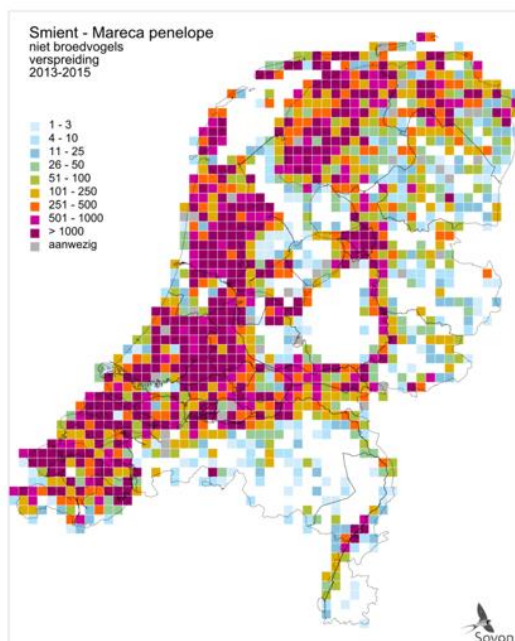 Smient - Mareca penelope
niet broedvogels
verspreiding
2013-2015
1 - 3
4 - 10
11 - 25
26 - 50
51 - 100
101 - 250
251 - 500
501 - 1000
> 1000
aanwezig
Sovon